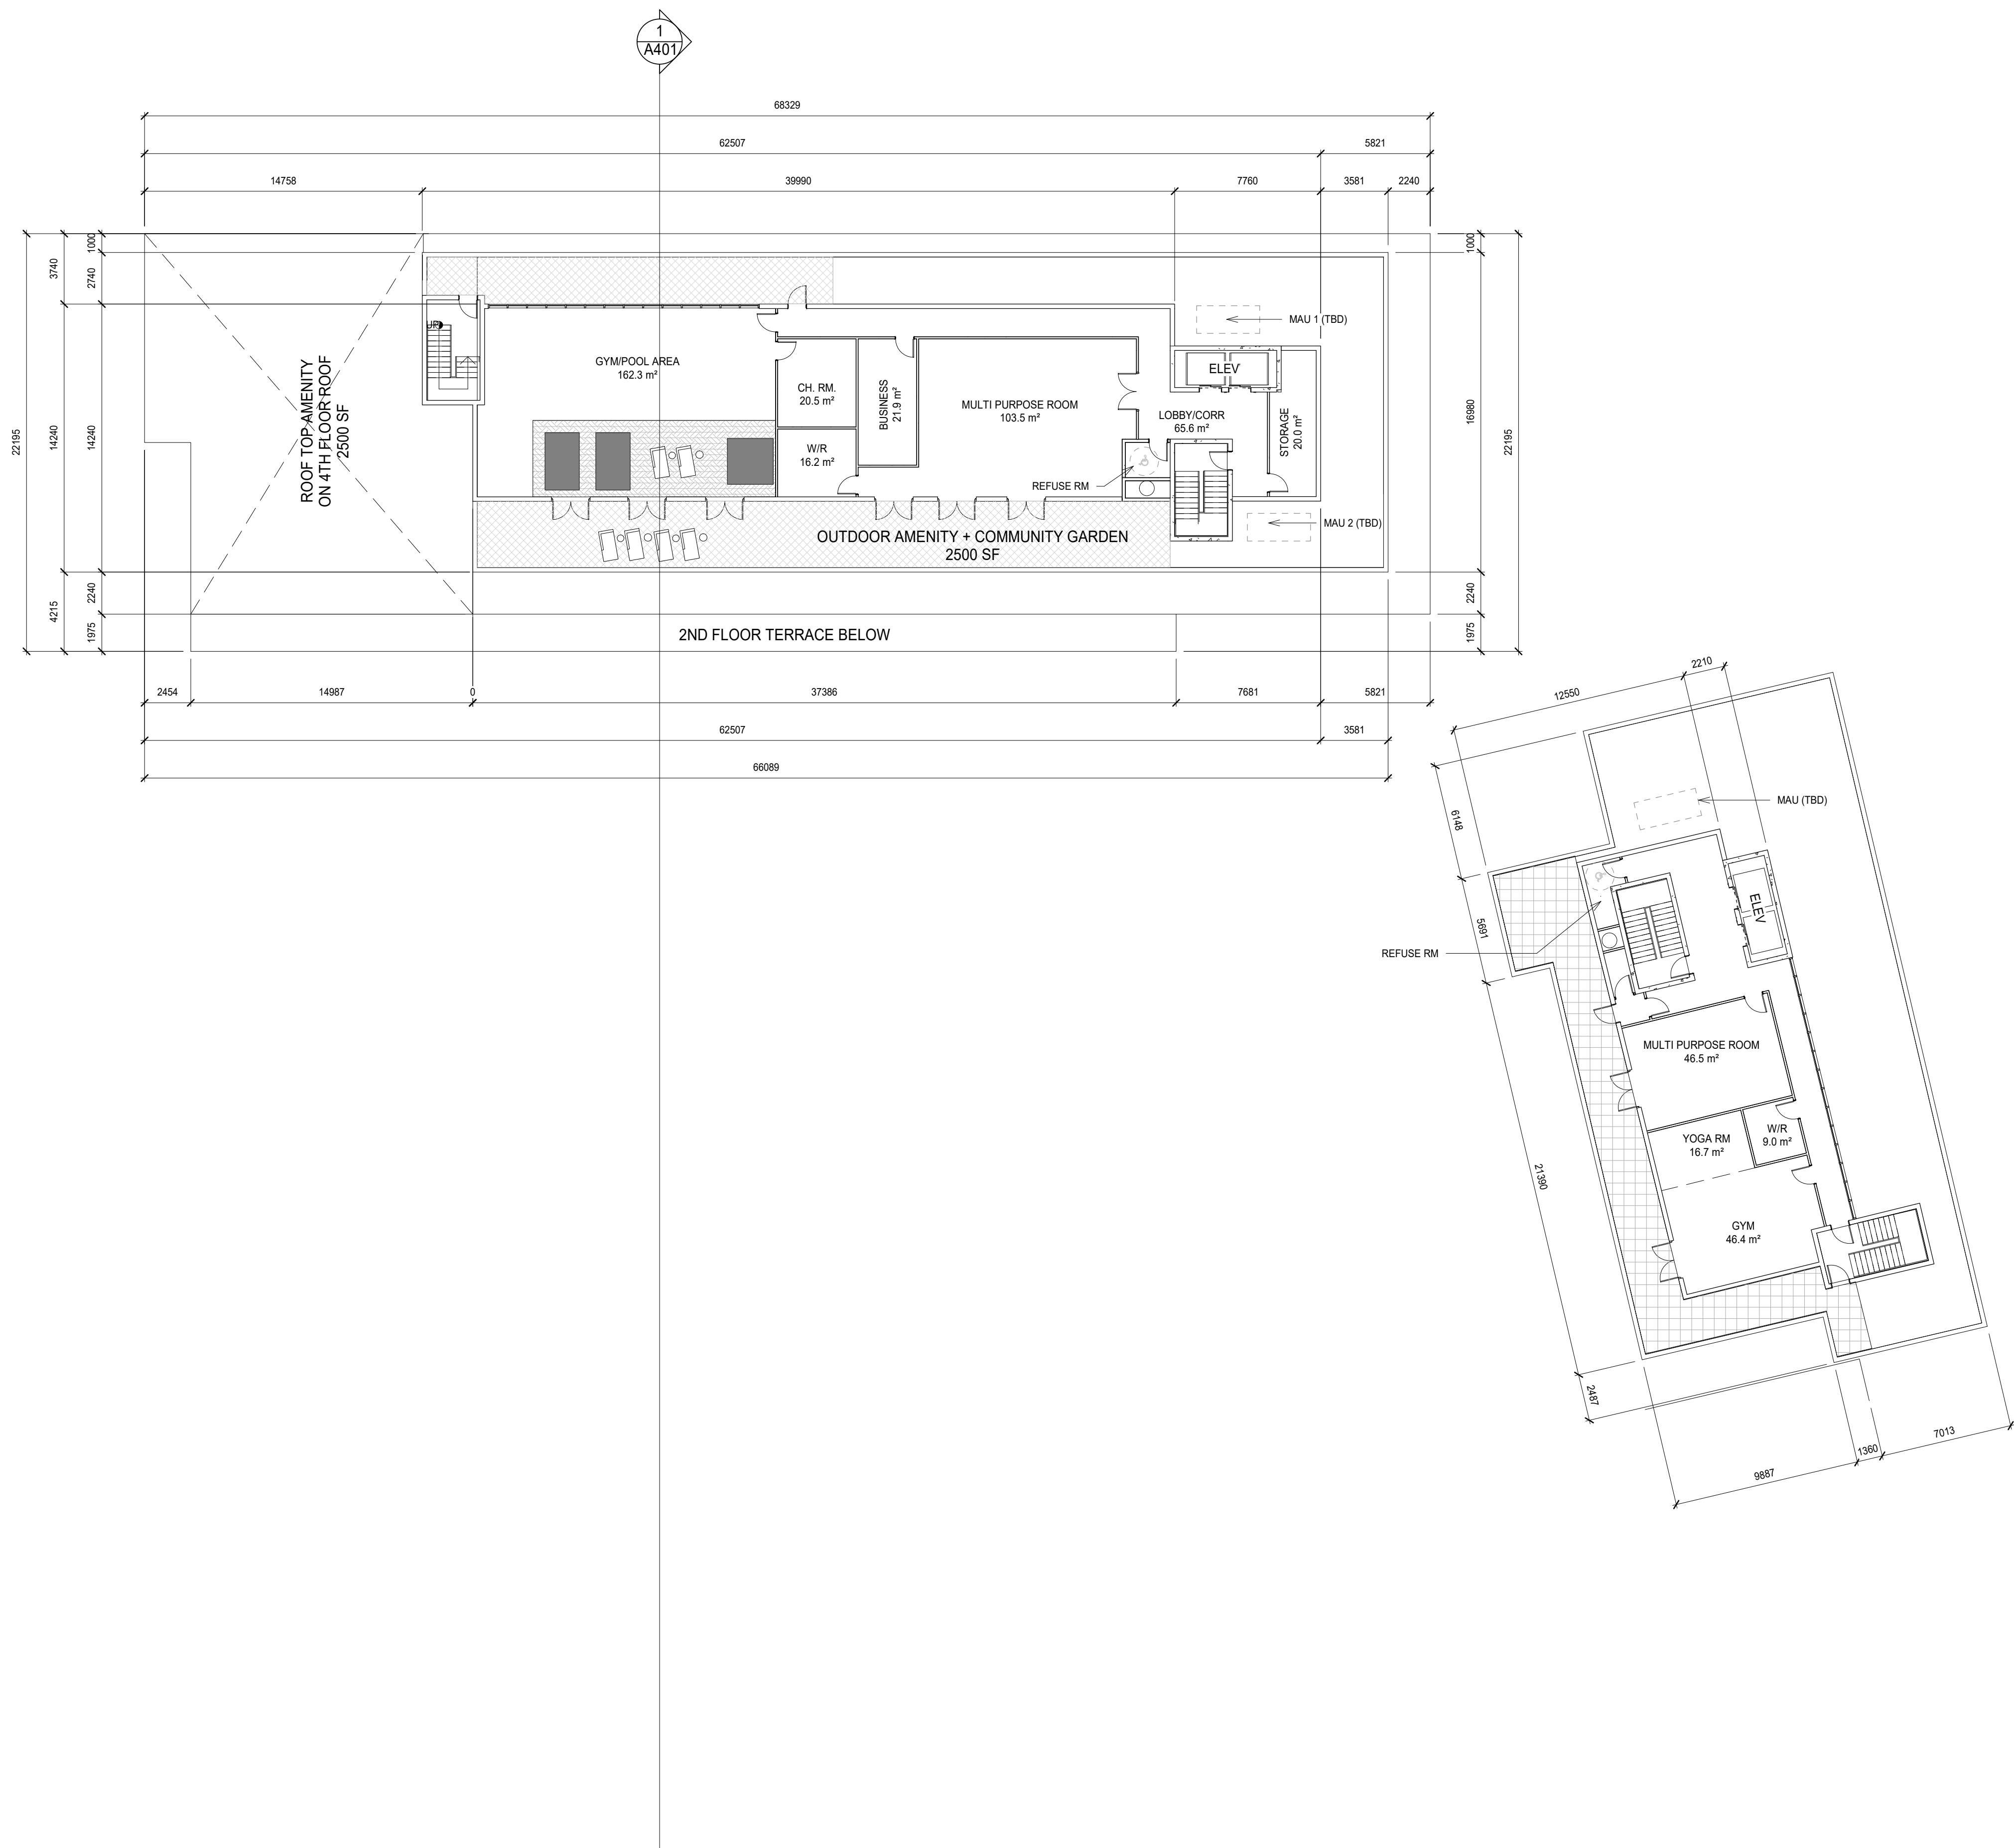 1
A401
68329
62507
5821
14758
39990
7760
3581
2240
22195
3740
14240
4215
1000
2740
14240
2240
1975
1000
16980
2240
1975
22195
UP
ROOF TOP AMENITY
ON 4TH FLOOR ROOF
2500 SF
GYM/POOL AREA
162.3 m²
CH. RM.
20.5 m²
W/R
16.2 m²
BUSINESS
21.9 m²
MULTI PURPOSE ROOM
103.5 m²
LOBBY/CORR
65.6 m²
ELEV
STORAGE
20.0 m²
MAU 1 (TBD)
REFUSE RM
MAU 2 (TBD)
OUTDOOR AMENITY + COMMUNITY GARDEN
2500 SF
2ND FLOOR TERRACE BELOW
2454
14987
0
37386
7681
5821
62507
3581
66089
12550
2210
6148
5691
21390
2487
MAU (TBD)
ELEV
REFUSE RM
MULTI PURPOSE ROOM
46.5 m²
W/R
9.0 m²
YOGA RM
16.7 m²
GYM
46.4 m²
9887
1360
7013